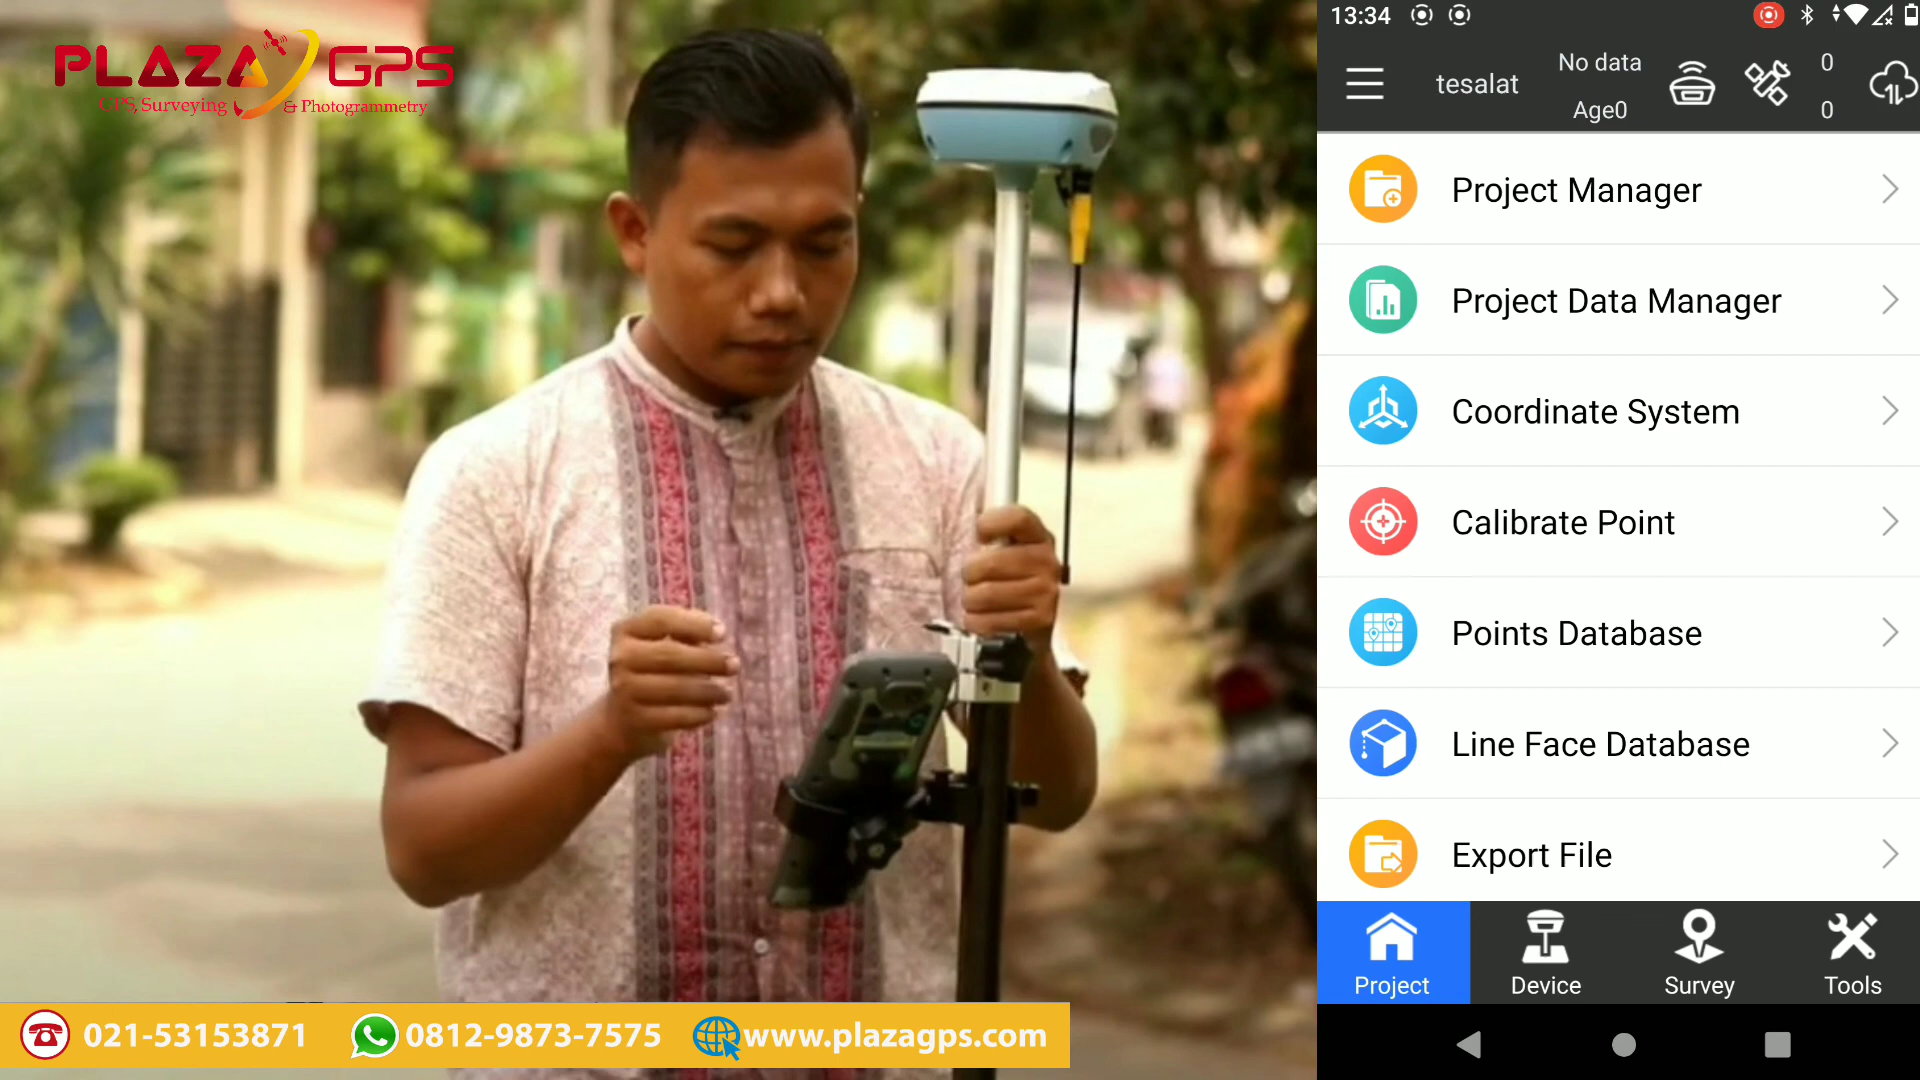 PLAZA GPS
GPS, Surveying & Photogrammetry
13:34
tesalat
No data
Age0
0
0
Project Manager
Project Data Manager
Coordinate System
Calibrate Point
Points Database
Line Face Database
Export File
Project
Device
Survey
Tools
021-53153871
0812-9873-7575
www.plazagps.com